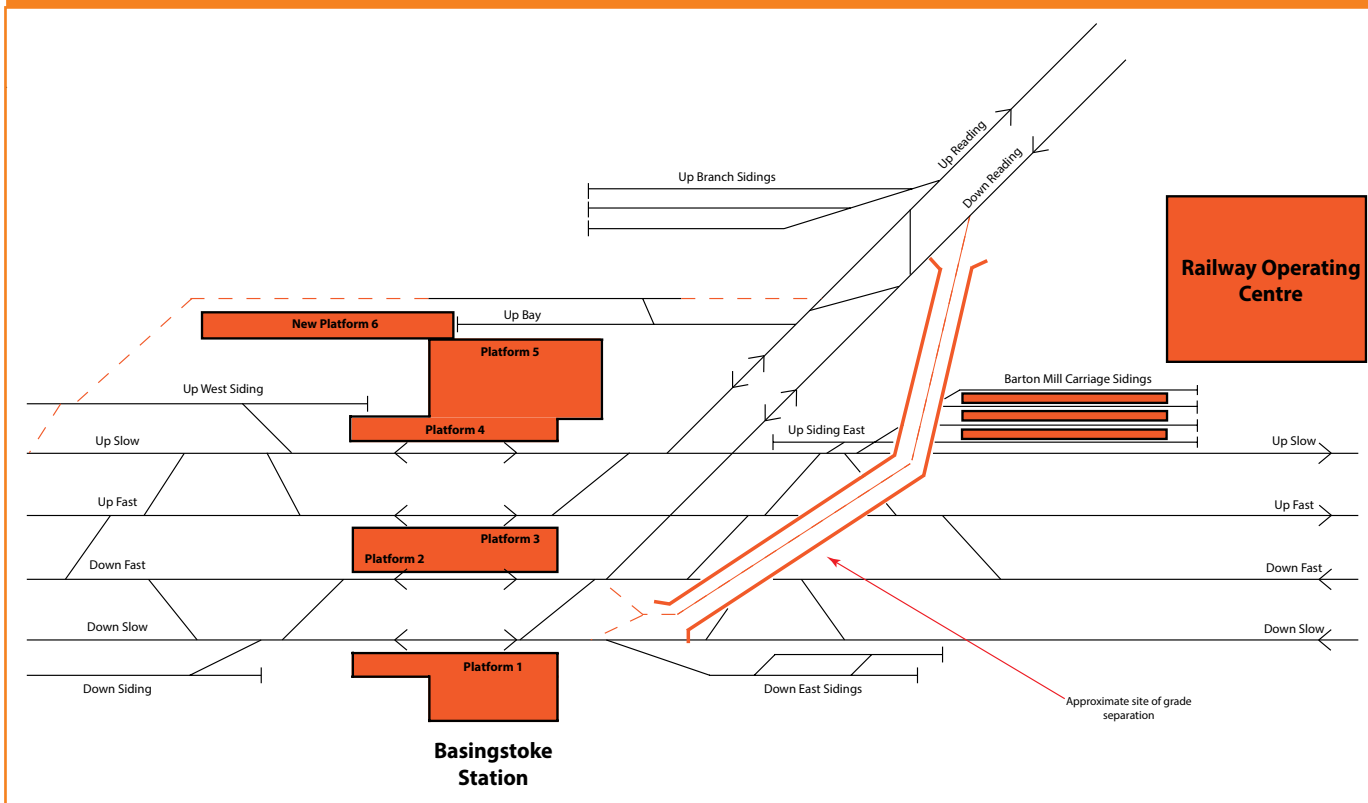 Up Reading
Down Reading
Up Branch Sidings
Railway Operating
Centre
New Platform 6
Up Bay
Platform 5
Up West Siding
Barton Mill Carriage Sidings
Platform 4
Up Siding East
Up Slow
Up Slow
Up Fast
Up Fast
Platform 3
Platform 2
Down Fast
Down Fast
Down Slow
Down Slow
Platform 1
Down Siding
Down East Sidings
Approximate site of grade
separation
Basingstoke
Station